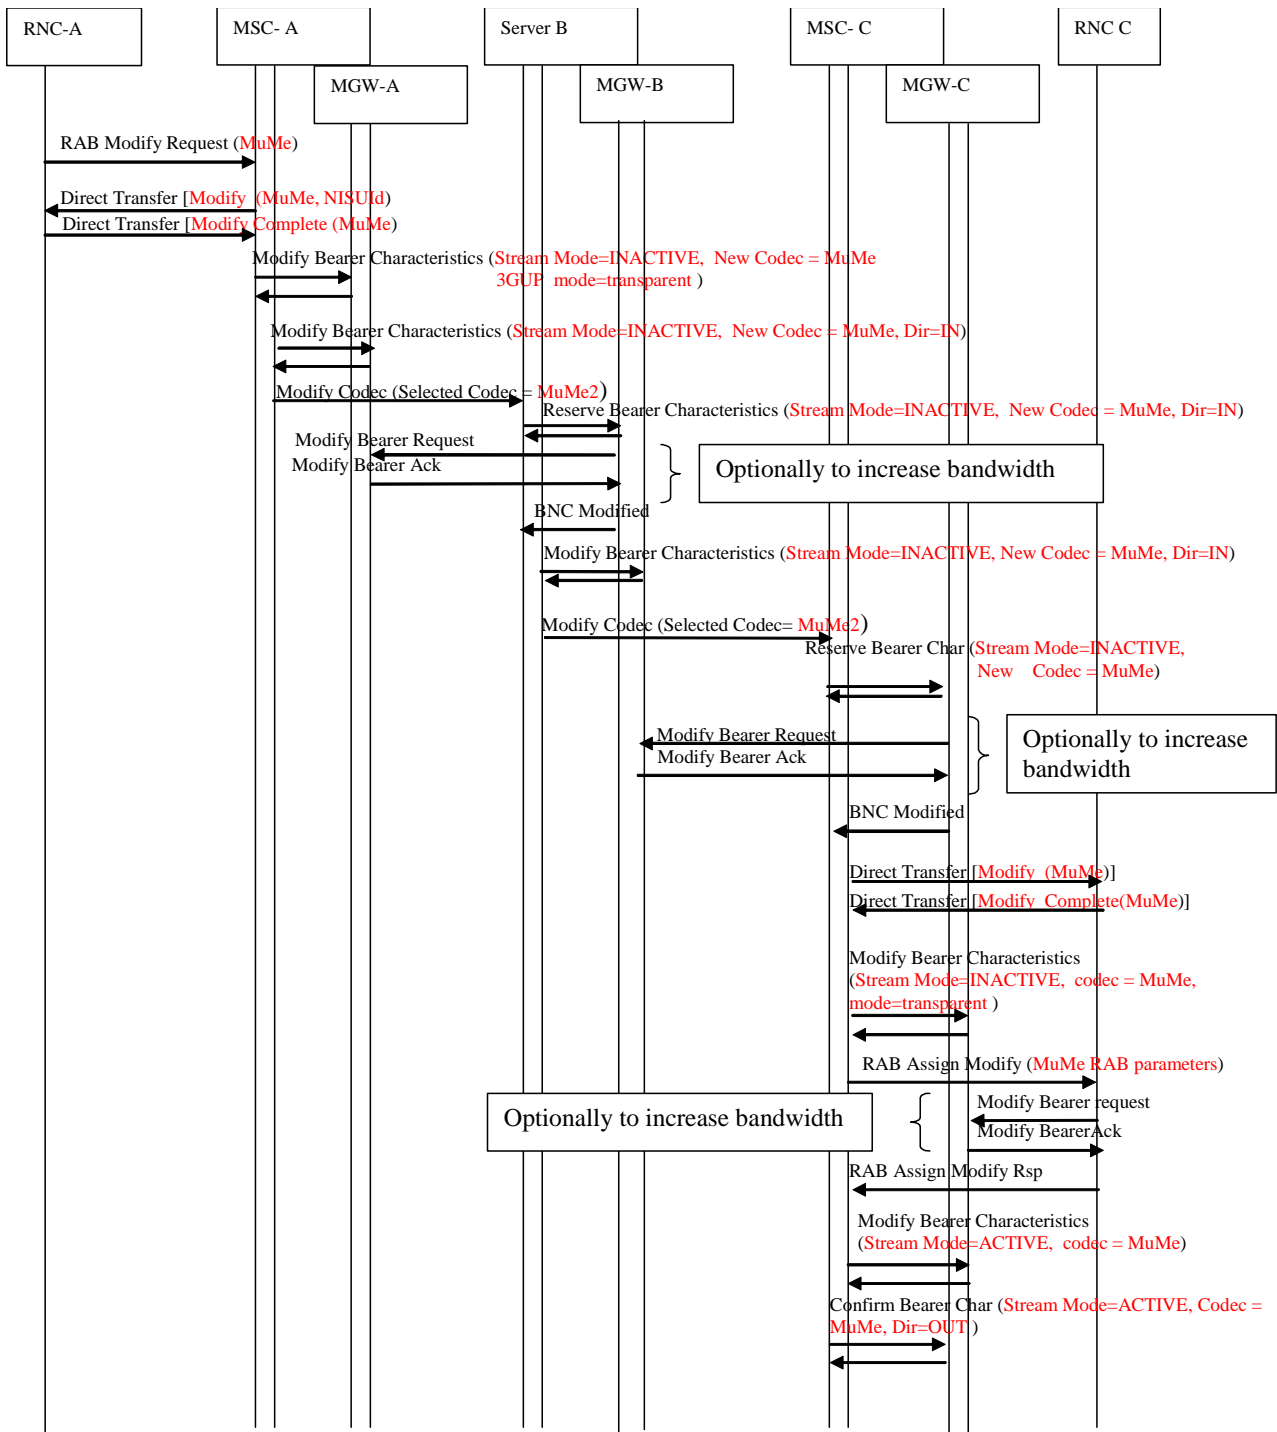 RNC-A
MSC- A
Server B
MSC- C
RNC C
MGW-A
MGW-B
MGW-C
RAB Modify Request (MuMe)
Direct Transfer [Modify (MuMe, NISUId)
Direct Transfer [Modify Complete (MuMe)
Modify Bearer Characteristics (Stream Mode=INACTIVE, New Codec = MuMe
3GUP mode=transparent )
Modify Bearer Characteristics (Stream Mode=INACTIVE, New Codec = MuMe, Dir=IN)
Modify Codec (Selected Codec = MuMe2)
Reserve Bearer Characteristics (Stream Mode=INACTIVE, New Codec = MuMe, Dir=IN)
Modify Bearer Request
Modify Bearer Ack
Optionally to increase bandwidth
BNC Modified
Modify Bearer Characteristics (Stream Mode=INACTIVE, New Codec = MuMe, Dir=IN)
Modify Codec (Selected Codec= MuMe2)
Reserve Bearer Char (Stream Mode=INACTIVE,
New Codec = MuMe)
Modify Bearer Request
Modify Bearer Ack
Optionally to increase
bandwidth
BNC Modified
Direct Transfer [Modify (MuMe)]
Direct Transfer [Modify Complete(MuMe)]
Modify Bearer Characteristics
(Stream Mode=INACTIVE, codec = MuMe,
mode=transparent )
RAB Assign Modify (MuMe RAB parameters)
Optionally to increase bandwidth
Modify Bearer request
Modify BearerAck
RAB Assign Modify Rsp
Modify Bearer Characteristics
(Stream Mode=ACTIVE, codec = MuMe)
Confirm Bearer Char (Stream Mode=ACTIVE, Codec =
MuMe, Dir=OUT )